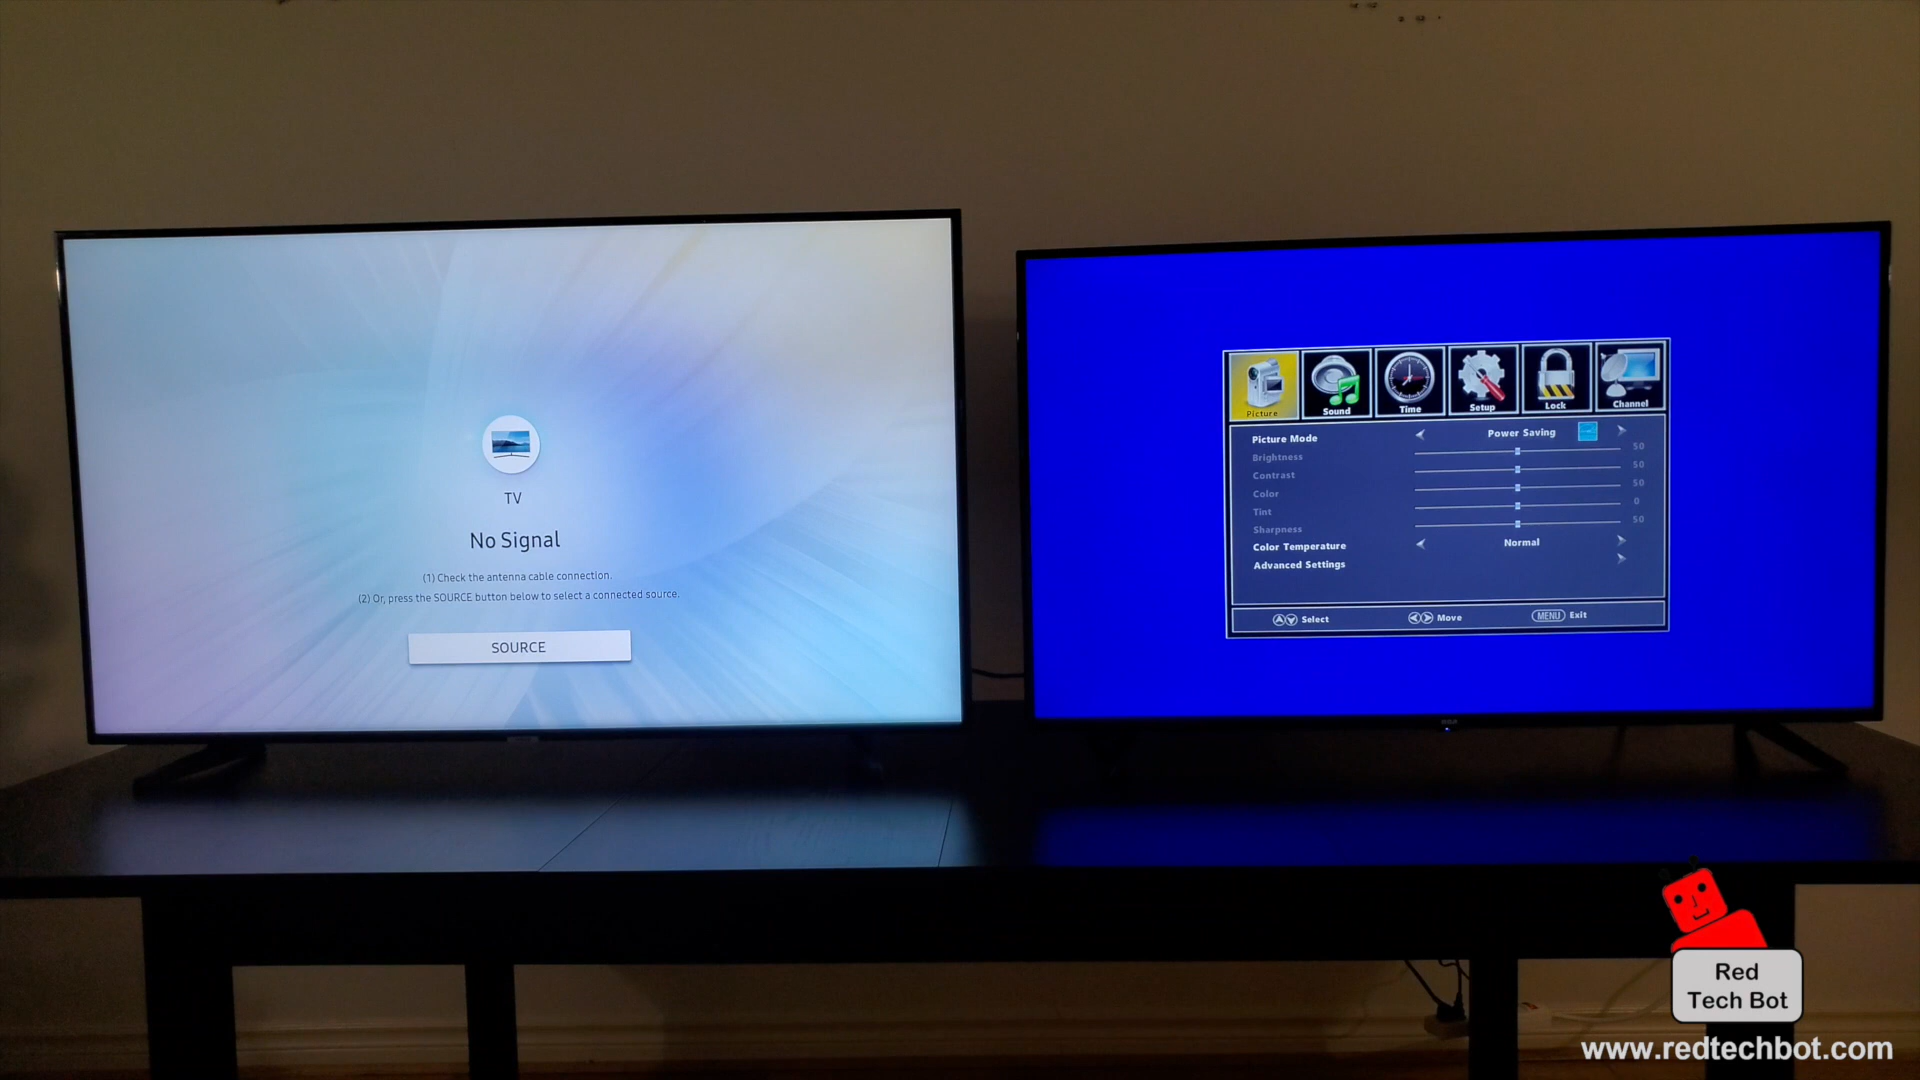 TV
No Signal
(1) Check the antenna cable connection.
(2) Or, press the SOURCE button below to select a connected source.
SOURCE
Picture Sound Time Setup Lock Channel
Picture Mode Power Saving
Brightness 50
Contrast 50
Color 50
Tint 0
Sharpness 50
Color Temperature Normal
Advanced Settings
Select Move MENU Exit
Red
Tech Bot
www.redtechbot.com